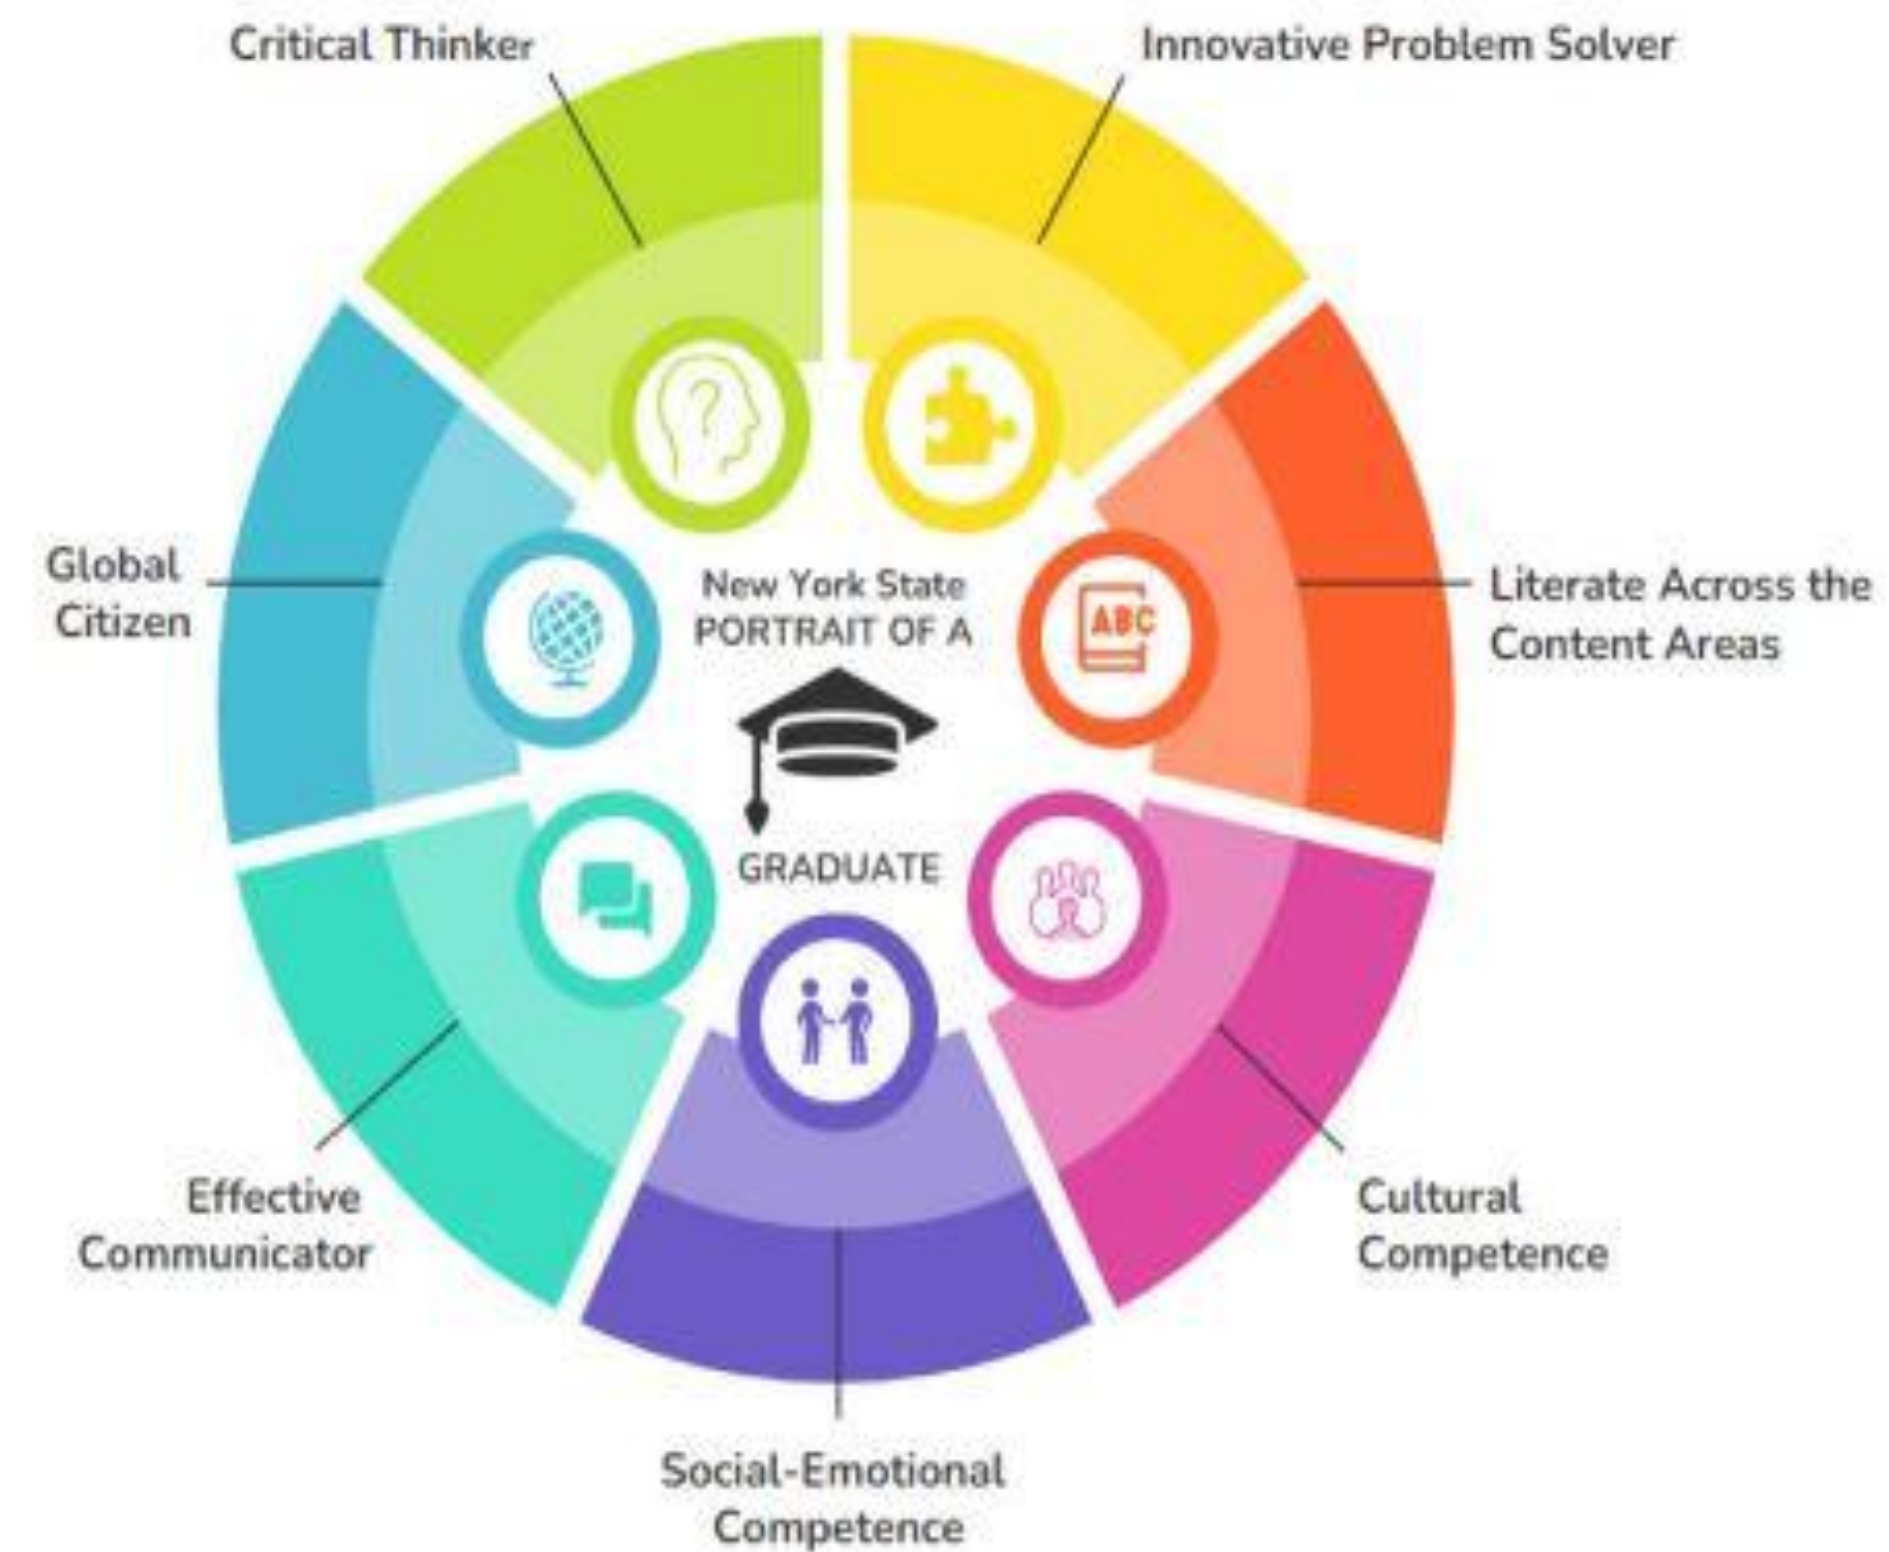 Critical Thinker
Innovative Problem Solver
Global
Citizen
New York State
PORTRAIT OF A
GRADUATE
ABC
Literate Across the
Content Areas
Effective
Communicator
Cultural
Competence
Social-Emotional
Competence